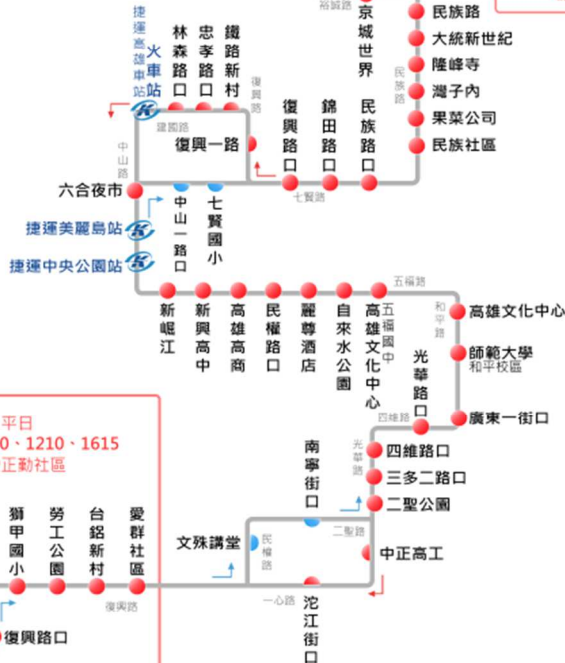 裕誠路
京城世界
民族路
大統新世紀
隆峰寺
灣子內
果菜公司
民族社區
民族路
捷運高雄車站
火車站
林森路口
忠孝路口
鐵路新村
復興路
建國路
復興一路
中山路
復興路口
錦田路口
民族路口
七賢路
六合夜市
中山一路口
七賢國小
捷運美麗島站
捷運中央公園站
五福路
新崛江
新興高中
高雄高商
民權路口
麗尊酒店
自來水公園
高雄文化中心
五福國中
和平路
高雄文化中心
師範大學
和平校區
光華路口
廣東一街口
四維路
光華路
四維路口
三多二路口
二聖公園
平日
0、1210、1615
正勤社區
南寧街口
二聖路
文殊講堂
民權路
中正高工
獅甲國小
勞工公園
台鋁新村
愛群社區
復興路
一心路
沱江街口
復興路口